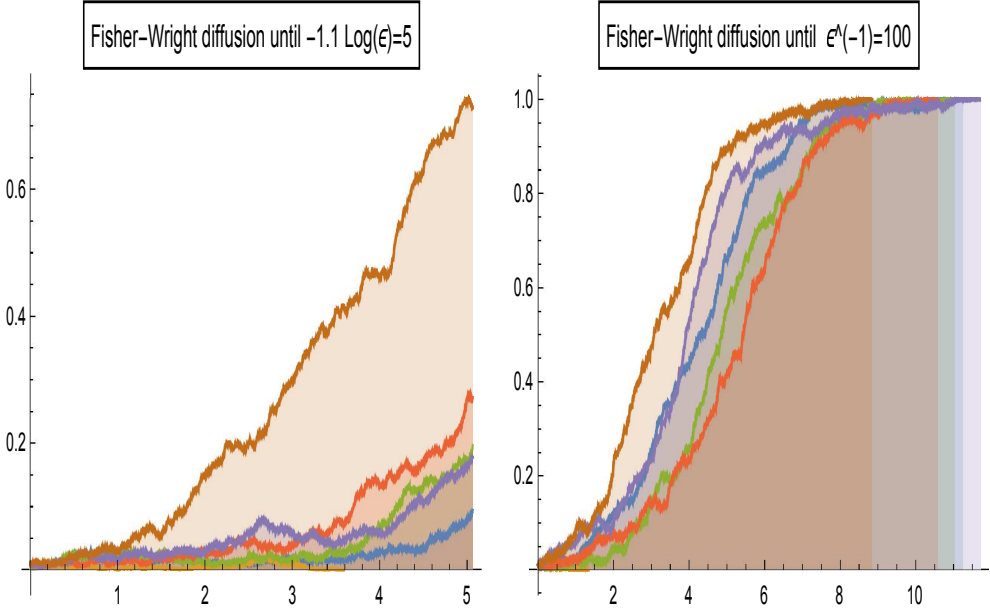 Fisher–Wright diffusion until –1.1 Log(ϵ)=5
Fisher–Wright diffusion until ϵ^(-1)=100
0.6
0.4
0.2
1 2 3 4 5
1.0
0.8
0.6
0.4
0.2
2 4 6 8 10